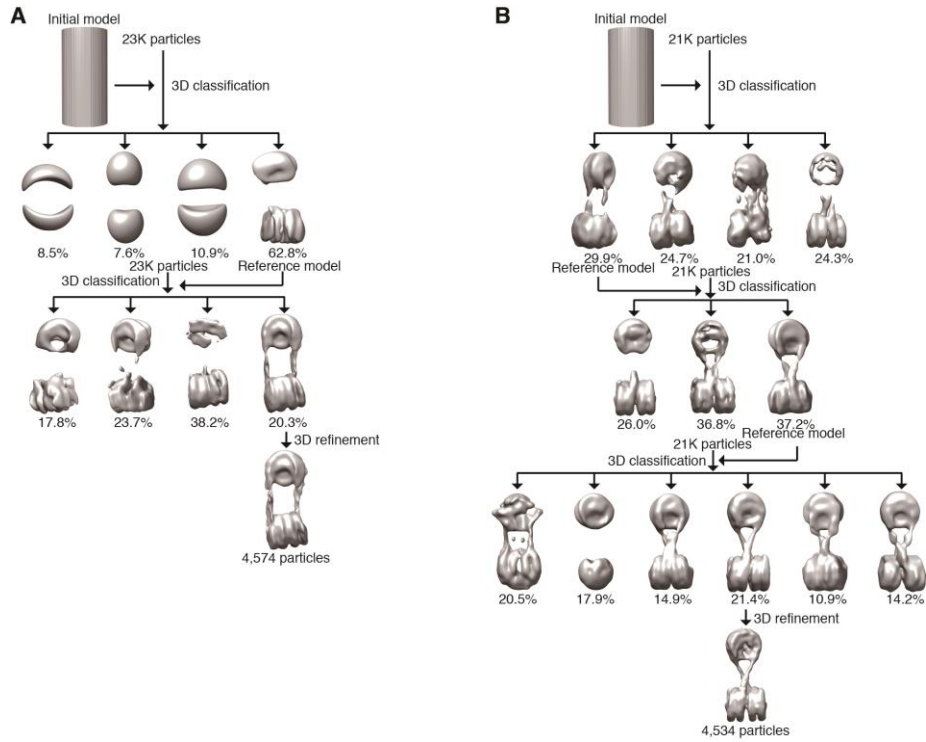 A
Initial model
23K particles
3D classification
8.5%
7.6%
10.9%
62.8%
23K particles
Reference model
3D classification
17.8%
23.7%
38.2%
20.3%
3D refinement
4,574 particles
B
Initial model
21K particles
3D classification
29.9%
24.7%
21.0%
24.3%
Reference model
21K particles
3D classification
26.0%
36.8%
37.2%
Reference model
21K particles
3D classification
20.5%
17.9%
14.9%
21.4%
10.9%
14.2%
3D refinement
4,534 particles